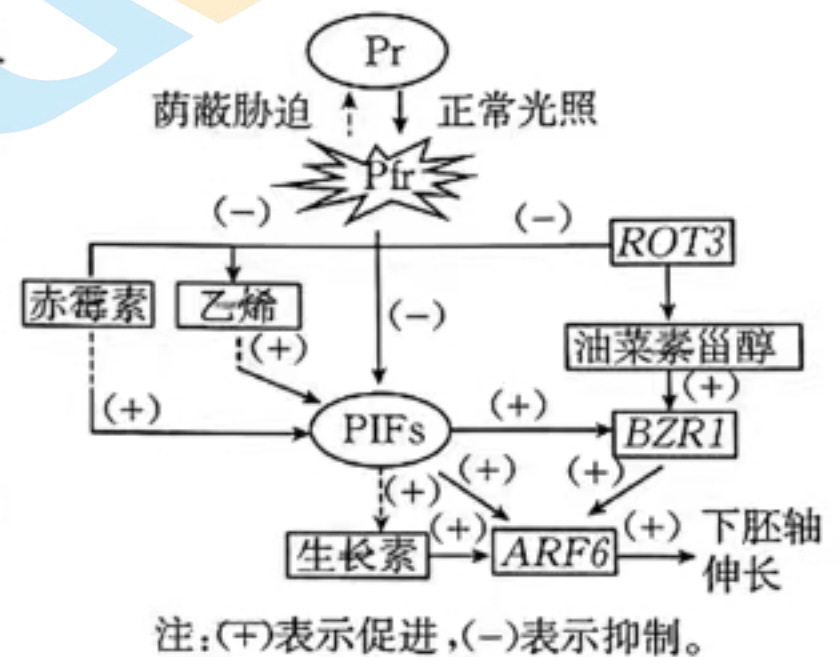 Pr
荫蔽胁迫 正常光照
Pfr
(-) (-) ROT3
赤霉素 乙烯 (-)
油菜素甾醇
(+) (+)
(+) PIFs (+) BZR1
(+) (+) (+)
生长素 (+) ARF6 (+) 下胚轴
伸长
注:(+)表示促进,(-)表示抑制。